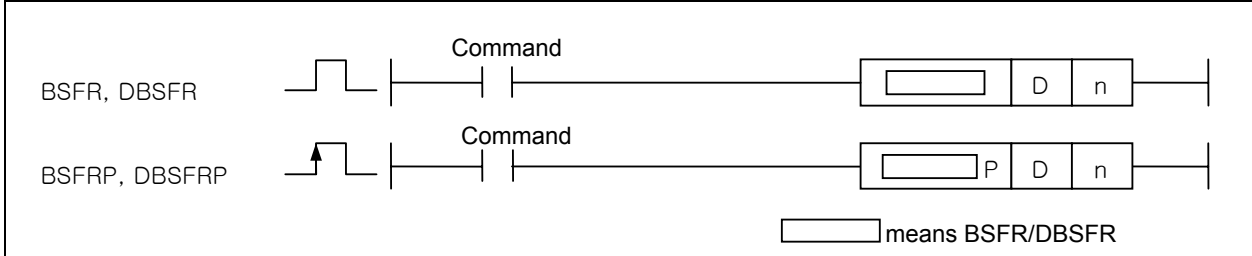 Command
BSFR, DBSFR D n
Command
BSFRP, DBSFRP P D n
means BSFR/DBSFR